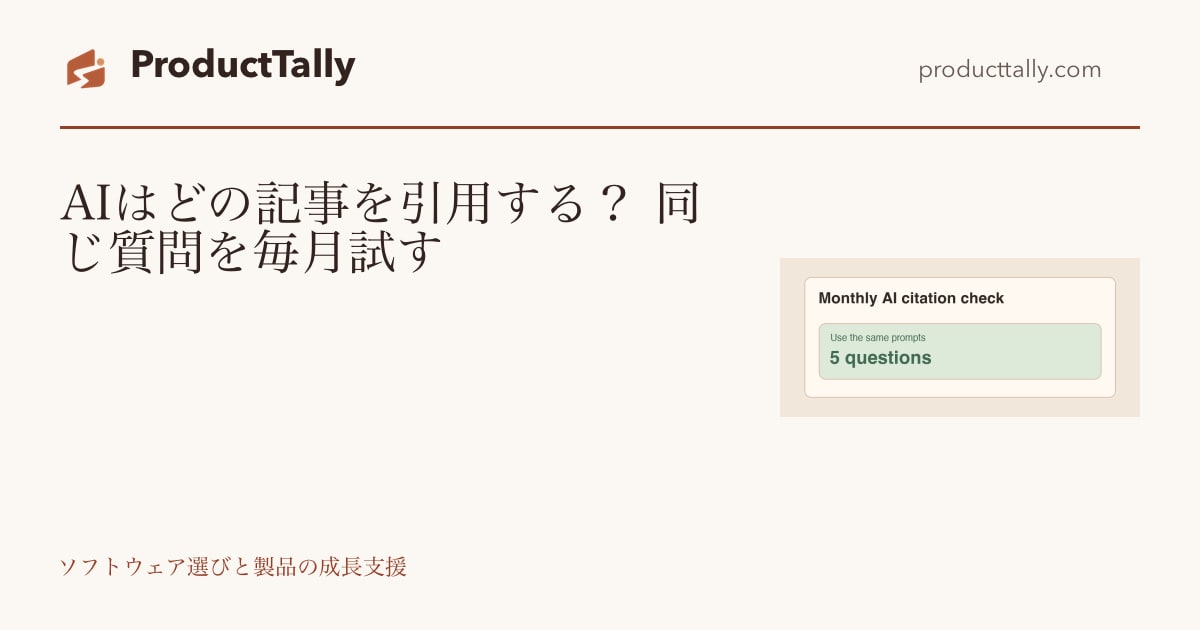 ProductTally
producttally.com
AIはどの記事を引用する？ 同
じ質問を毎月試す
Monthly AI citation check
Use the same prompts
5 questions
ソフトウェア選びと製品の成長支援